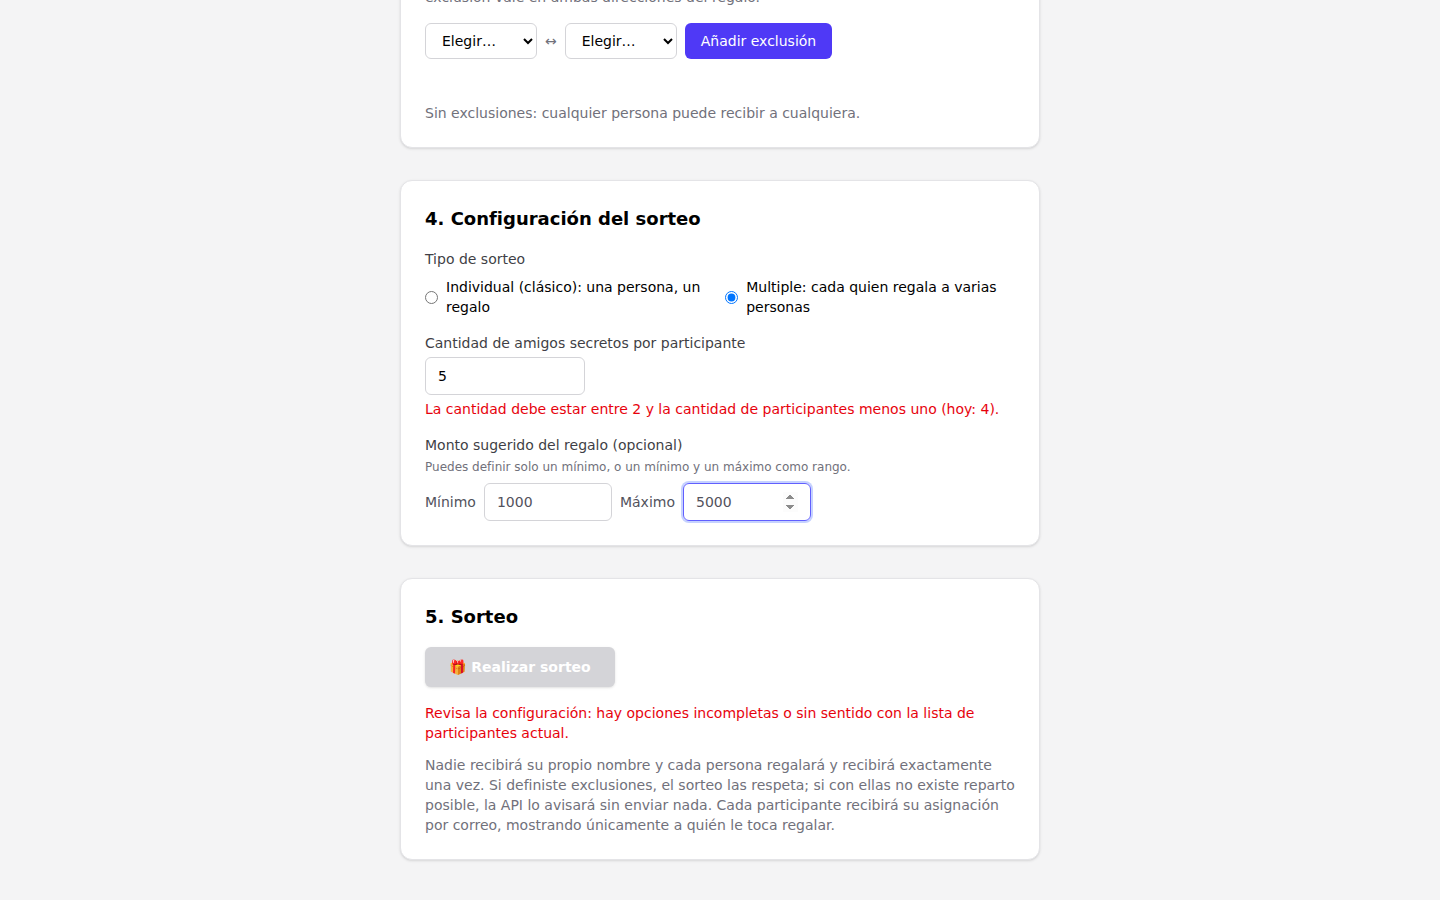 Elegir... ↔ Elegir... Añadir exclusión
Sin exclusiones: cualquier persona puede recibir a cualquiera.
4. Configuración del sorteo
Tipo de sorteo
Individual (clásico): una persona, un
regalo
Multiple: cada quien regala a varias
personas
Cantidad de amigos secretos por participante
5
La cantidad debe estar entre 2 y la cantidad de participantes menos uno (hoy: 4).
Monto sugerido del regalo (opcional)
Puedes definir solo un mínimo, o un mínimo y un máximo como rango.
Mínimo 1000 Máximo 5000
5. Sorteo
🎁 Realizar sorteo
Revisa la configuración: hay opciones incompletas o sin sentido con la lista de
participantes actual.
Nadie recibirá su propio nombre y cada persona regalará y recibirá exactamente
una vez. Si definiste exclusiones, el sorteo las respeta; si con ellas no existe reparto
posible, la API lo avisará sin enviar nada. Cada participante recibirá su asignación
por correo, mostrando únicamente a quién le toca regalar.